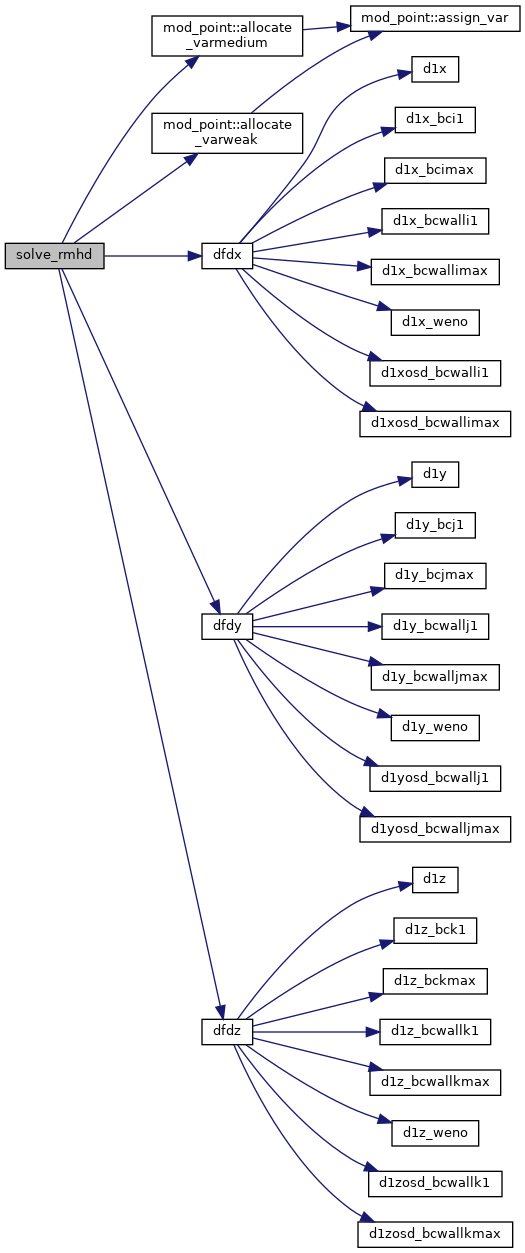 solve_rmhd
mod_point::allocate
_varmedium
mod_point::allocate
_varweak
dfdx
dfdy
dfdz
mod_point::assign_var
d1x
d1x_bci1
d1x_bcimax
d1x_bcwalli1
d1x_bcwallimax
d1x_weno
d1xosd_bcwalli1
d1xosd_bcwallimax
d1y
d1y_bcj1
d1y_bcjmax
d1y_bcwallj1
d1y_bcwalljmax
d1y_weno
d1yosd_bcwallj1
d1yosd_bcwalljmax
d1z
d1z_bck1
d1z_bckmax
d1z_bcwallk1
d1z_bcwallkmax
d1z_weno
d1zosd_bcwallk1
d1zosd_bcwallkmax